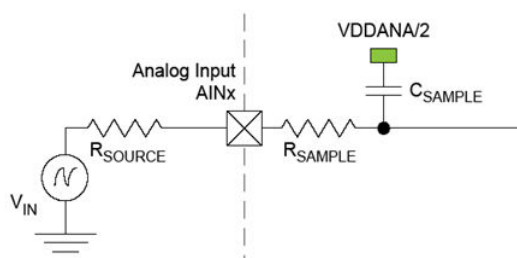 VDDANA/2
Analog Input
AINx
CSAMPLE
RSOURCE
RSAMPLE
VIN